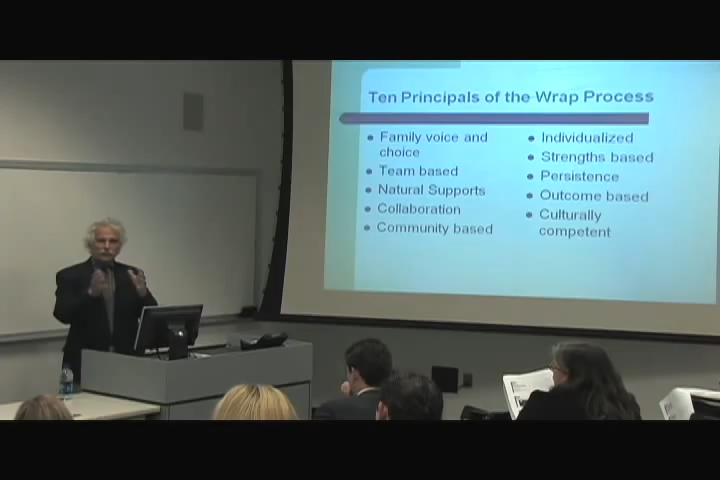 Ten Principals of the Wrap Process
Family voice and
choice
Team based
Natural Supports
Collaboration
Community based
Individualized
Strengths based
Persistence
Outcome based
Culturally
competent